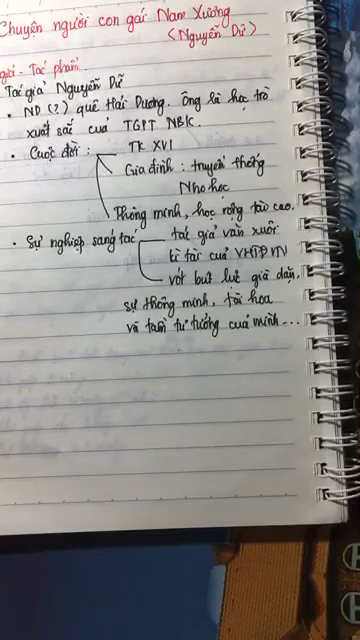 Chuyện người con gái Nam Xương
(Nguyễn Dữ)
giả - Tác phẩm
Tác giả Nguyễn Dữ
• ND (?) quê Hải Dương. Ông là học trò
xuất sắc của TGPT NBK.
• Cuộc đời: TK XVI
Gia đình: truyền thống
Nho học
Thông minh, học rộng tài cao.
• Sự nghiệp sáng tác tác giả văn xuôi
kì tài của VHTĐVN
với bút lực già dặn,
sự thông minh, tài hoa
và tâm tư tưởng của mình...